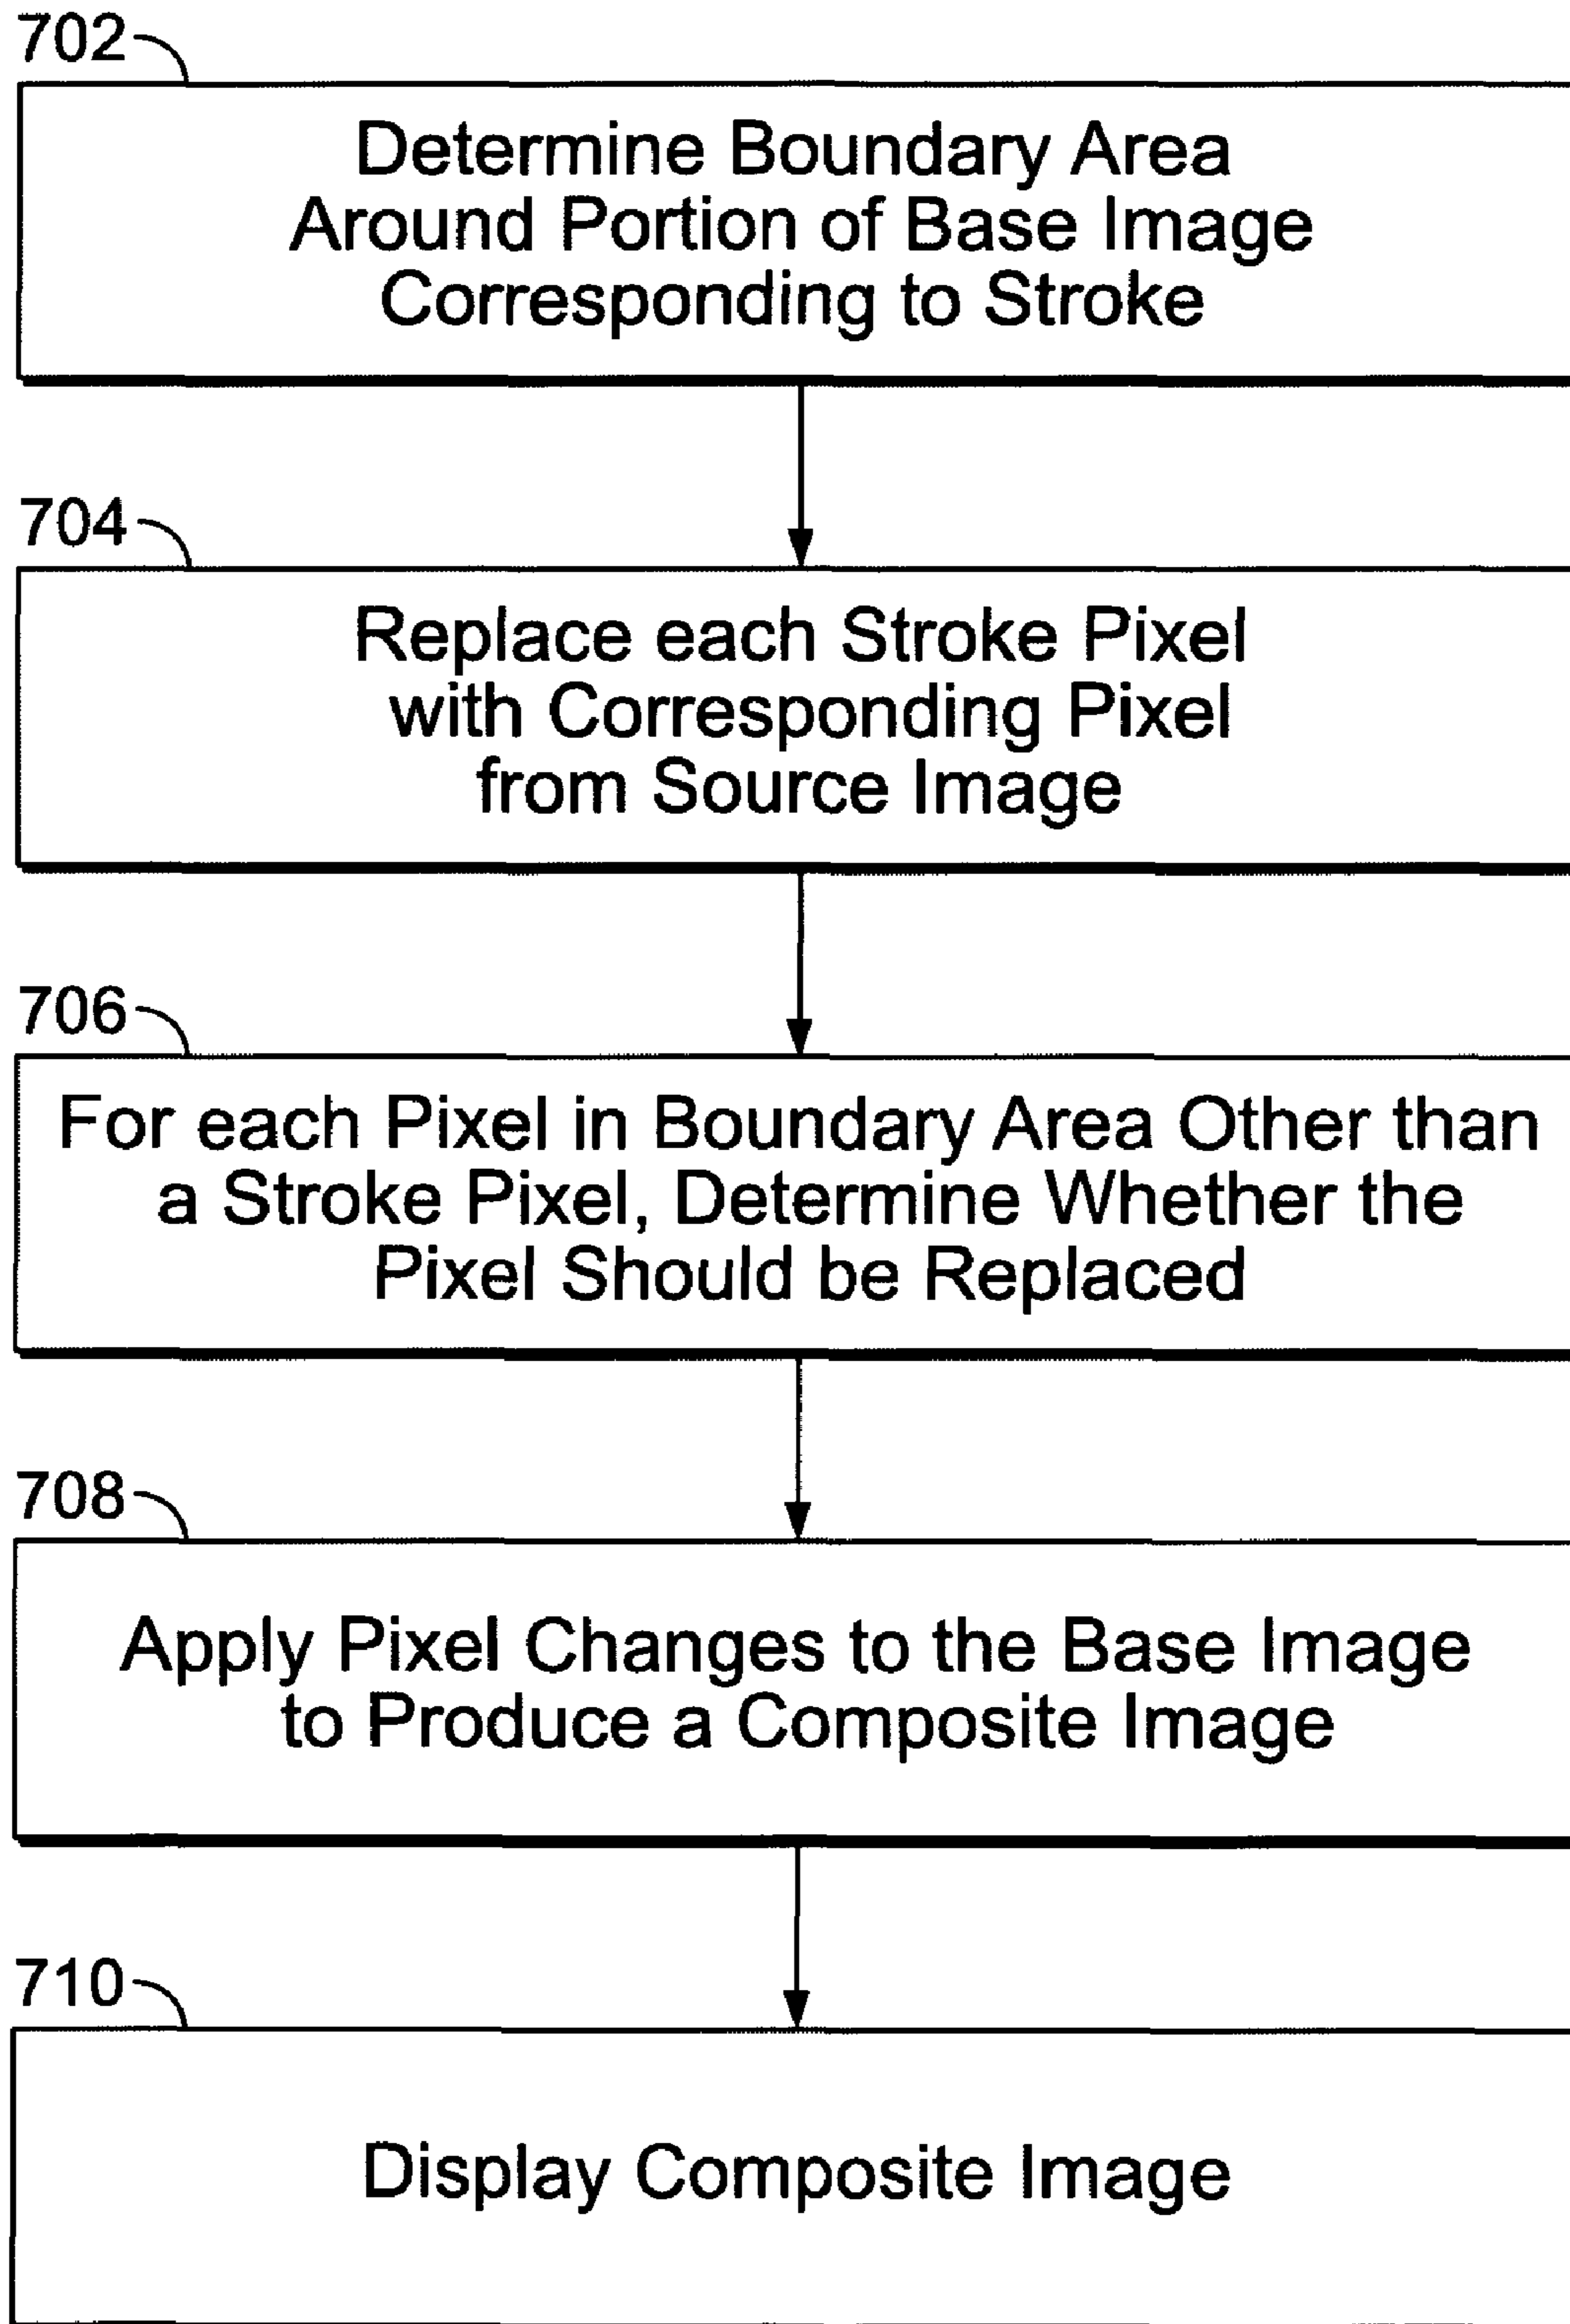 702
Determine Boundary Area
Around Portion of Base Image
Corresponding to Stroke
704
Replace each Stroke Pixel
with Corresponding Pixel
from Source Image
706
For each Pixel in Boundary Area Other than
a Stroke Pixel, Determine Whether the
Pixel Should be Replaced
708
Apply Pixel Changes to the Base Image
to Produce a Composite Image
710
Display Composite Image